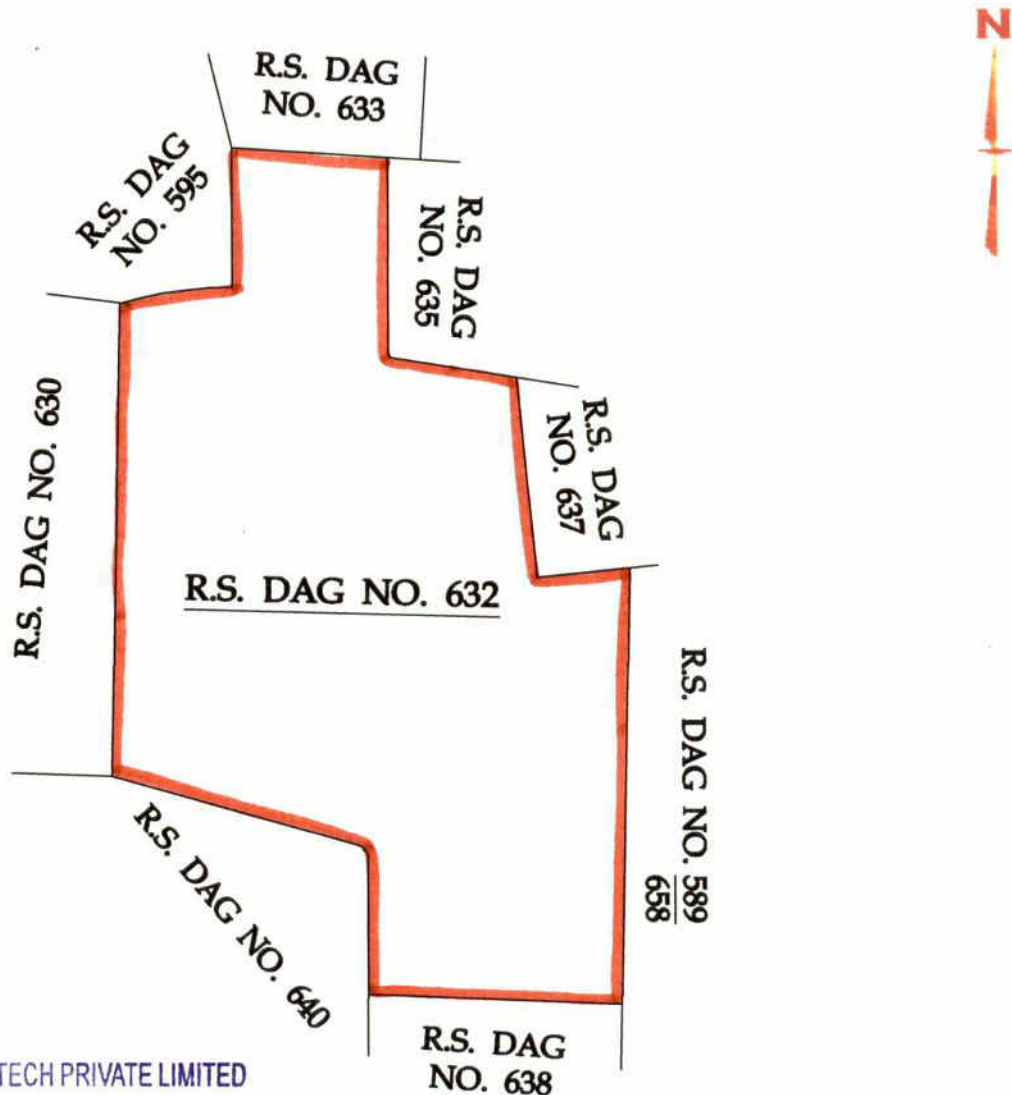 N
R.S. DAG
NO. 633
R.S. DAG
NO. 595
R.S. DAG
NO. 635
R.S. DAG NO. 630
R.S. DAG
NO. 637
R.S. DAG NO. 632
R.S. DAG NO. 589
658
R.S. DAG NO. 640
R.S. DAG
NO. 638
TECH PRIVATE LIMITED